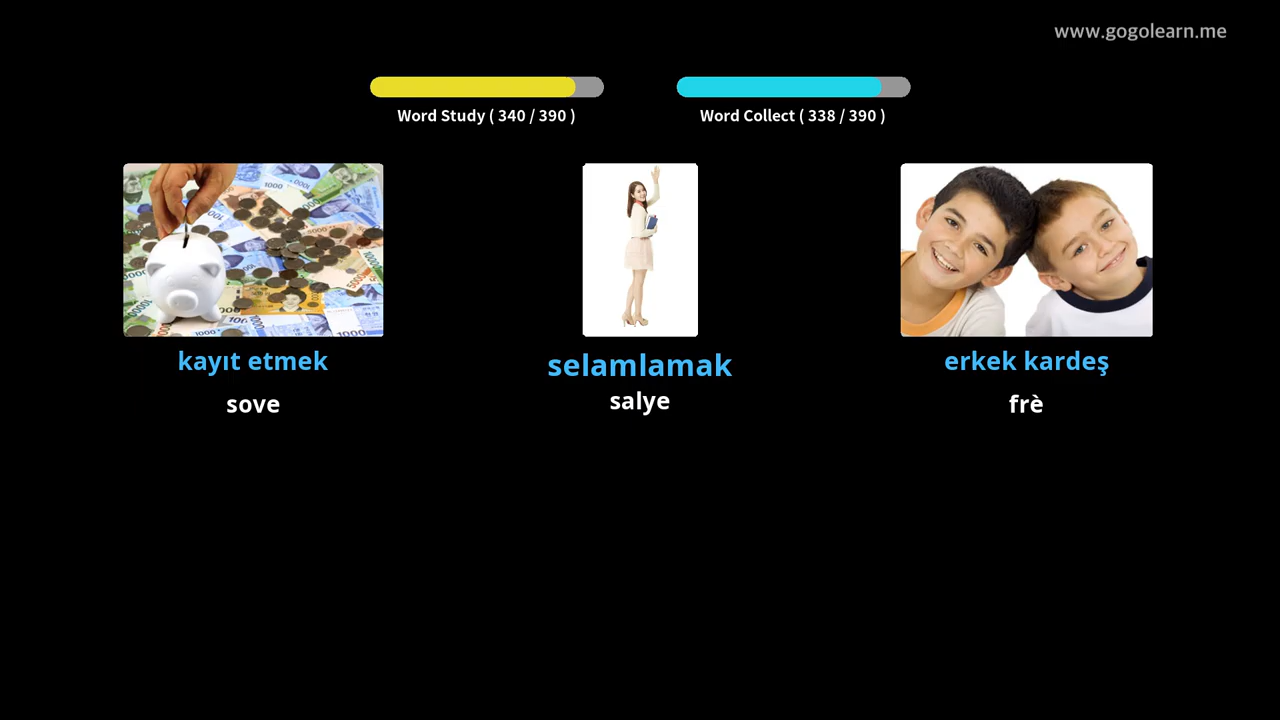 www.gogolearn.me
Word Study ( 340 / 390 )
Word Collect ( 338 / 390 )
kayıt etmek
selamlamak
erkek kardeş
sove
salye
frè